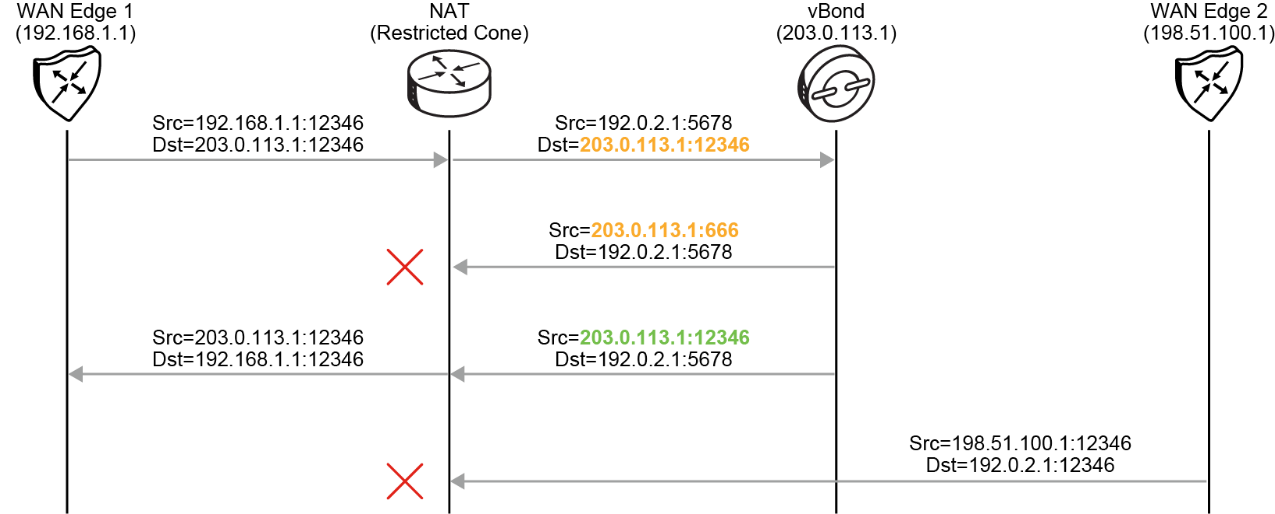 WAN Edge 1
(192.168.1.1)
NAT
(Restricted Cone)
vBond
(203.0.113.1)
WAN Edge 2
(198.51.100.1)
Src=192.168.1.1:12346
Dst=203.0.113.1:12346
Src=192.0.2.1:5678
Dst=203.0.113.1:12346
Src=203.0.113.1:666
Dst=192.0.2.1:5678
Src=203.0.113.1:12346
Dst=192.168.1.1:12346
Src=203.0.113.1:12346
Dst=192.0.2.1:5678
Src=198.51.100.1:12346
Dst=192.0.2.1:12346